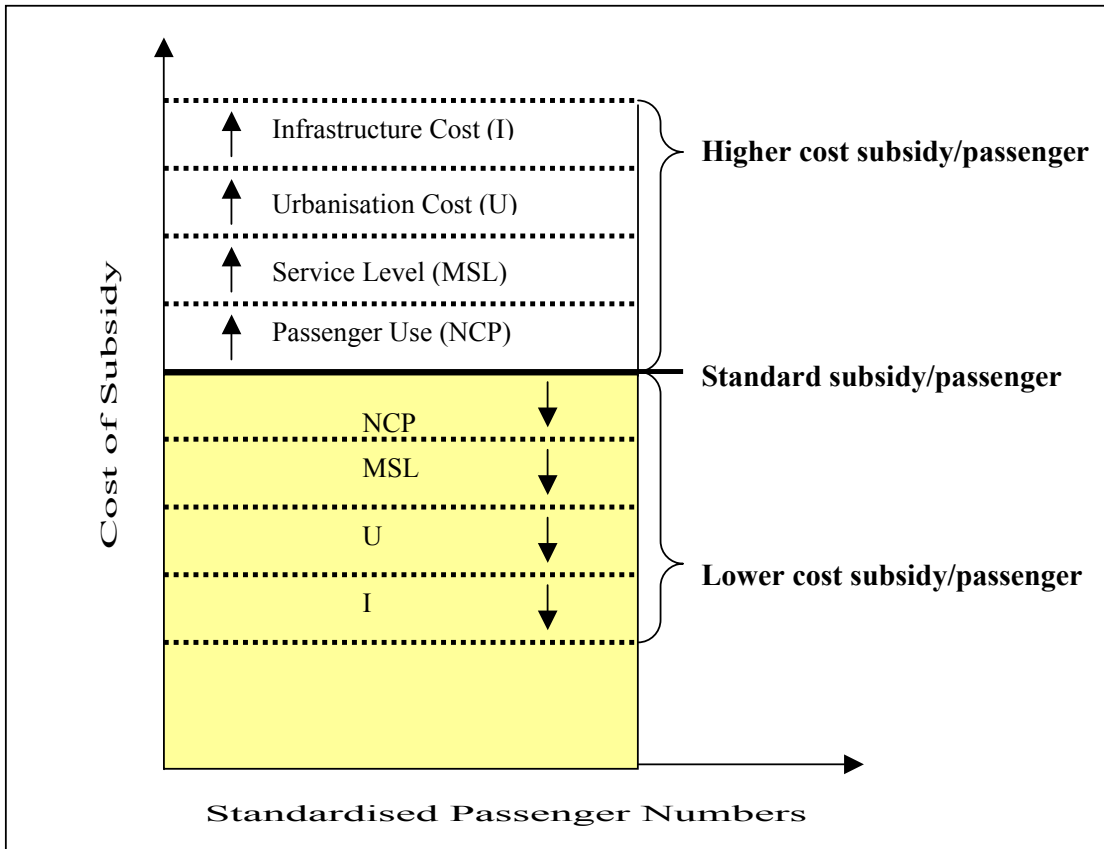 Infrastructure Cost (I)
Higher cost subsidy/passenger
Urbanisation Cost (U)
Service Level (MSL)
Passenger Use (NCP)
Cost of Subsidy
Standard subsidy/passenger
NCP
MSL
U
Lower cost subsidy/passenger
I
Standardised Passenger Numbers